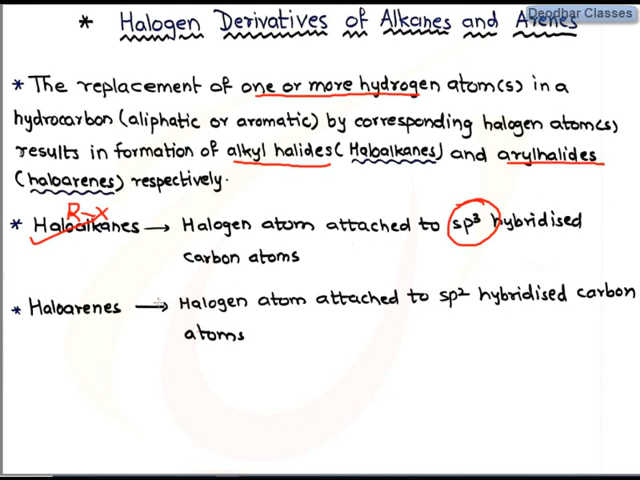 Deodhar Classes
* Halogen Derivatives of Alkanes and Arenes
* The replacement of one or more hydrogen atom(s) in a
hydrocarbon (aliphatic or aromatic) by corresponding halogen atom(s)
results in formation of alkyl halides (Haloalkanes) and arylhalides
(haloarenes) respectively.
R-X
* Haloalkanes → Halogen atom attached to sp³ hybridised
carbon atoms
* Haloarenes → Halogen atom attached to sp² hybridised carbon
atoms